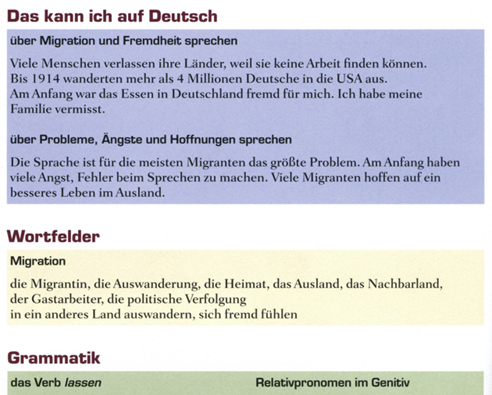 Das kann ich auf Deutsch
über Migration und Fremdheit sprechen
Viele Menschen verlassen ihre Länder, weil sie keine Arbeit finden können.
Bis 1914 wanderten mehr als 4 Millionen Deutsche in die USA aus.
Am Anfang war das Essen in Deutschland fremd für mich. Ich habe meine
Familie vermisst.
über Probleme, Ängste und Hoffnungen sprechen
Die Sprache ist für die meisten Migranten das größte Problem. Am Anfang haben
viele Angst, Fehler beim Sprechen zu machen. Viele Migranten hoffen auf ein
besseres Leben im Ausland.
Wortfelder
Migration
die Migrantin, die Auswanderung, die Heimat, das Ausland, das Nachbarland,
der Gastarbeiter, die politische Verfolgung
in ein anderes Land auswandern, sich fremd fühlen
Grammatik
das Verb lassen
Relativpronomen im Genitiv